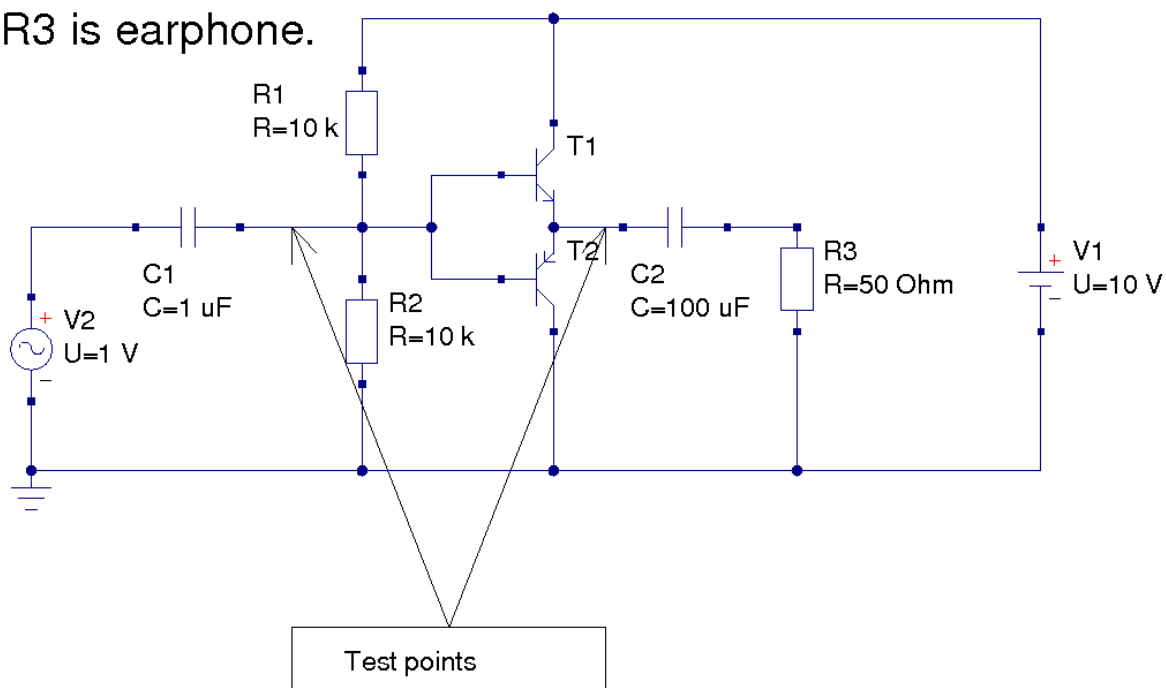 R3 is earphone.
R1
R=10 k
T1
C1
C=1 uF
T2
C2
C=100 uF
R3
R=50 Ohm
V1
U=10 V
V2
U=1 V
R2
R=10 k
Test points